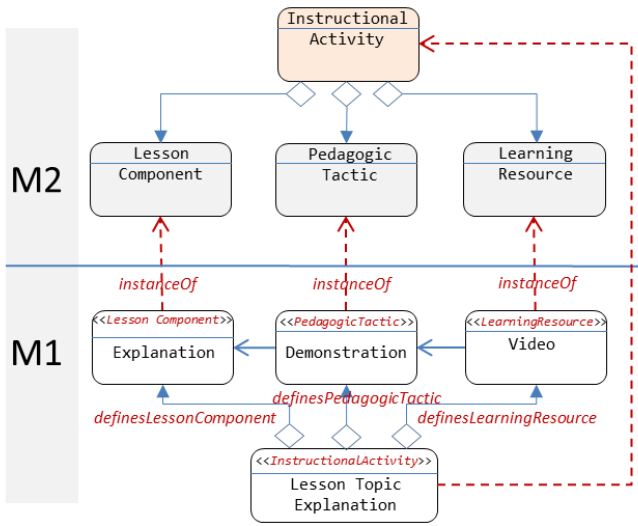 Instructional
Activity
M2
Lesson
Component
Pedagogic
Tactic
Learning
Resource
instanceOf
instanceOf
instanceOf
M1
<<Lesson Component>>
Explanation
<<PedagogicTactic>>
Demonstration
<<LearningResource>>
Video
definesLessonComponent
definesPedagogicTactic
definesLearningResource
<<InstructionalActivity>>
Lesson Topic
Explanation